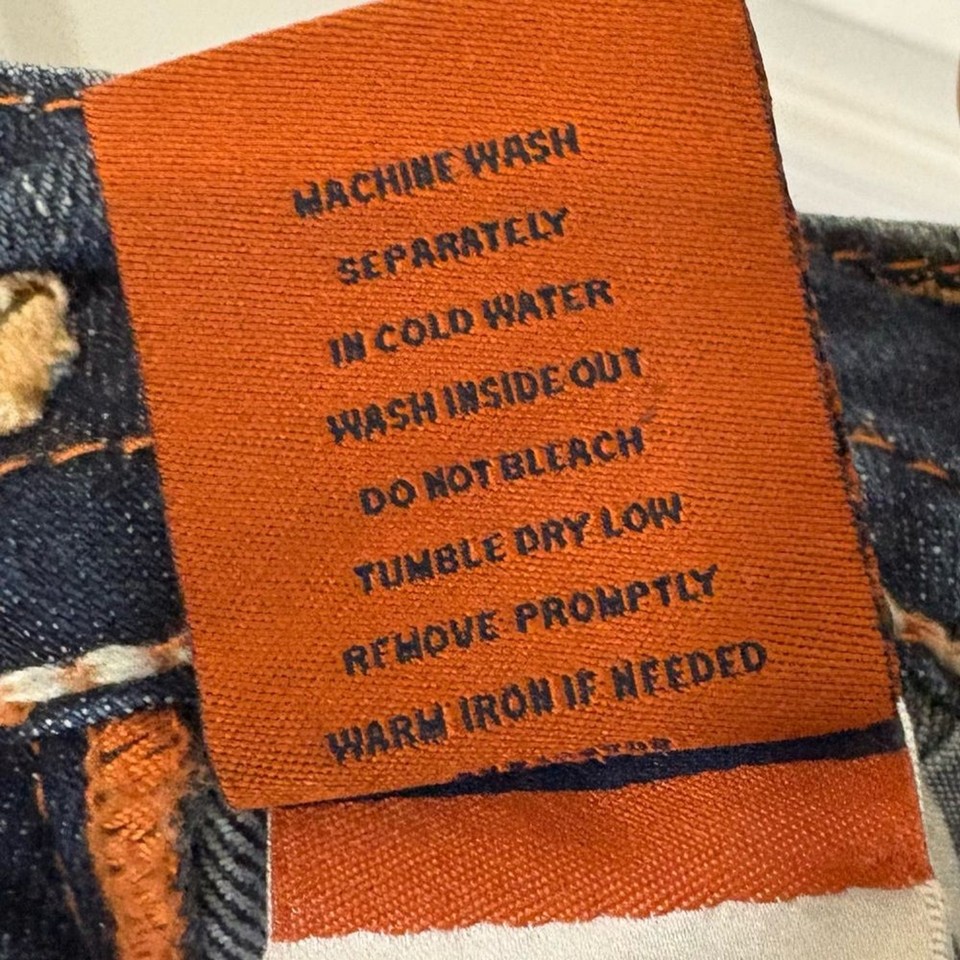 MACHINE WASH
SEPARATELY
IN COLD WATER
WASH INSIDE OUT
DO NOT BLEACH
TUMBLE DRY LOW
REMOVE PROMPTLY
WARM IRON IF NEEDED